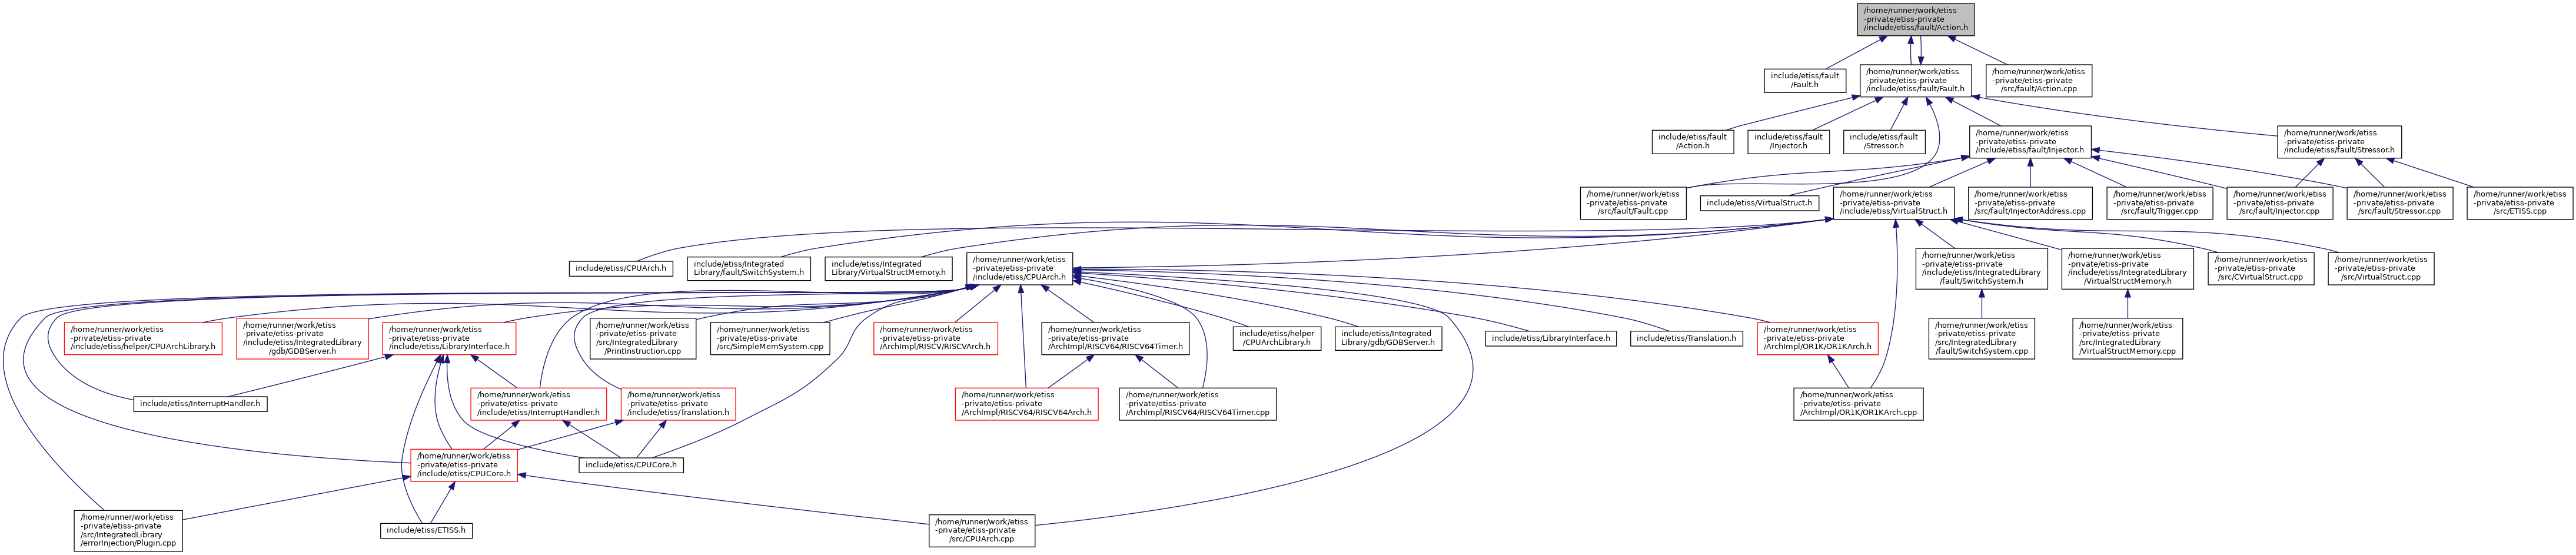 /home/runner/work/etiss
-private/etiss-private
/include/etiss/fault/Action.h
include/etiss/fault
/Fault.h
/home/runner/work/etiss
-private/etiss-private
/include/etiss/fault/Fault.h
/home/runner/work/etiss
-private/etiss-private
/src/fault/Action.cpp
include/etiss/fault
/Action.h
include/etiss/fault
/Injector.h
include/etiss/fault
/Stressor.h
/home/runner/work/etiss
-private/etiss-private
/include/etiss/fault/Injector.h
/home/runner/work/etiss
-private/etiss-private
/include/etiss/fault/Stressor.h
/home/runner/work/etiss
-private/etiss-private
/src/fault/Fault.cpp
include/etiss/VirtualStruct.h
/home/runner/work/etiss
-private/etiss-private
/include/etiss/VirtualStruct.h
/home/runner/work/etiss
-private/etiss-private
/src/fault/InjectorAddress.cpp
/home/runner/work/etiss
-private/etiss-private
/src/fault/Trigger.cpp
/home/runner/work/etiss
-private/etiss-private
/src/fault/Injector.cpp
/home/runner/work/etiss
-private/etiss-private
/src/fault/Stressor.cpp
/home/runner/work/etiss
-private/etiss-private
/src/ETISS.cpp
include/etiss/CPUArch.h
include/etiss/Integrated
Library/fault/SwitchSystem.h
include/etiss/Integrated
Library/VirtualStructMemory.h
/home/runner/work/etiss
-private/etiss-private
/include/etiss/CPUArch.h
/home/runner/work/etiss
-private/etiss-private
/include/etiss/IntegratedLibrary
/fault/SwitchSystem.h
/home/runner/work/etiss
-private/etiss-private
/include/etiss/IntegratedLibrary
/VirtualStructMemory.h
/home/runner/work/etiss
-private/etiss-private
/src/CVirtualStruct.cpp
/home/runner/work/etiss
-private/etiss-private
/src/VirtualStruct.cpp
/home/runner/work/etiss
-private/etiss-private
/include/etiss/helper/CPUArchLibrary.h
/home/runner/work/etiss
-private/etiss-private
/include/etiss/IntegratedLibrary
/gdb/GDBServer.h
/home/runner/work/etiss
-private/etiss-private
/include/etiss/LibraryInterface.h
/home/runner/work/etiss
-private/etiss-private
/src/IntegratedLibrary
/PrintInstruction.cpp
/home/runner/work/etiss
-private/etiss-private
/src/SimpleMemSystem.cpp
/home/runner/work/etiss
-private/etiss-private
/ArchImpl/RISCV/RISCVArch.h
/home/runner/work/etiss
-private/etiss-private
/ArchImpl/RISCV64/RISCV64Timer.h
include/etiss/helper
/CPUArchLibrary.h
include/etiss/Integrated
Library/gdb/GDBServer.h
include/etiss/LibraryInterface.h
include/etiss/Translation.h
/home/runner/work/etiss
-private/etiss-private
/ArchImpl/OR1K/OR1KArch.h
/home/runner/work/etiss
-private/etiss-private
/src/IntegratedLibrary
/fault/SwitchSystem.cpp
/home/runner/work/etiss
-private/etiss-private
/src/IntegratedLibrary
/VirtualStructMemory.cpp
include/etiss/InterruptHandler.h
/home/runner/work/etiss
-private/etiss-private
/include/etiss/InterruptHandler.h
/home/runner/work/etiss
-private/etiss-private
/include/etiss/Translation.h
/home/runner/work/etiss
-private/etiss-private
/ArchImpl/RISCV64/RISCV64Arch.h
/home/runner/work/etiss
-private/etiss-private
/ArchImpl/RISCV64/RISCV64Timer.cpp
/home/runner/work/etiss
-private/etiss-private
/ArchImpl/OR1K/OR1KArch.cpp
/home/runner/work/etiss
-private/etiss-private
/include/etiss/CPUCore.h
include/etiss/CPUCore.h
/home/runner/work/etiss
-private/etiss-private
/src/IntegratedLibrary
/errorInjection/Plugin.cpp
include/etiss/ETISS.h
/home/runner/work/etiss
-private/etiss-private
/src/CPUArch.cpp